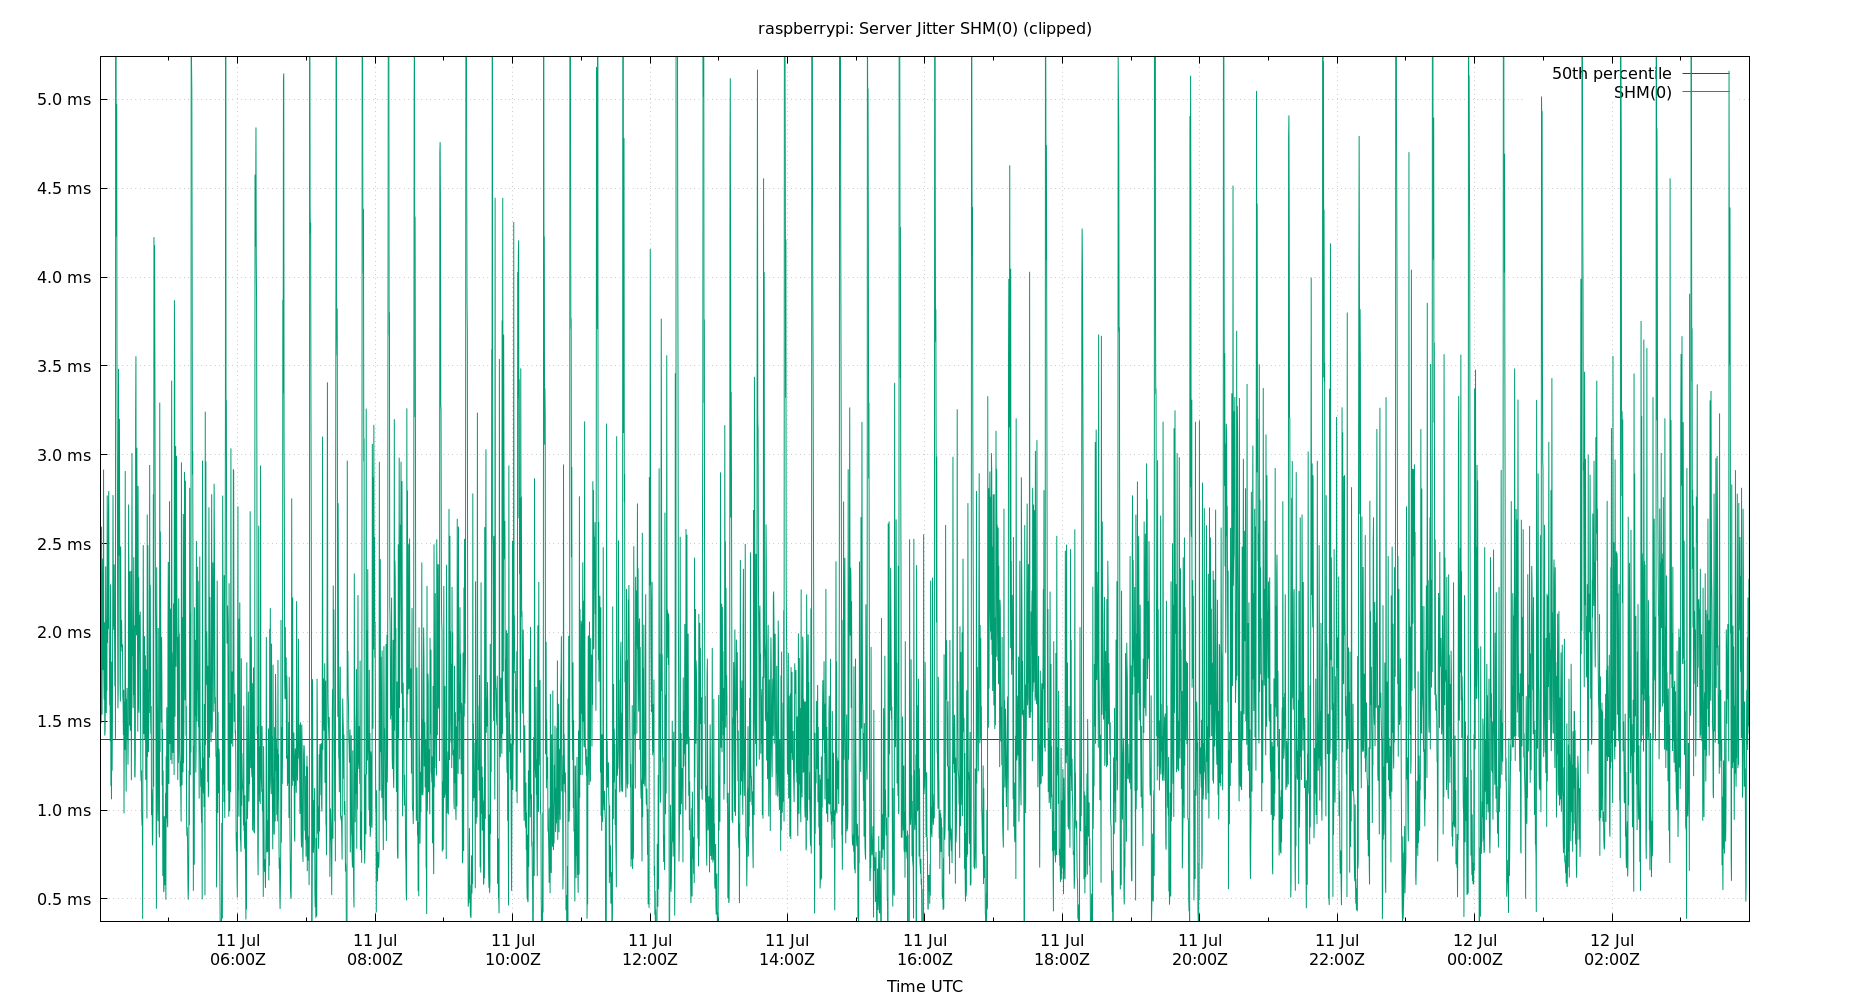 raspberrypi: Server Jitter SHM(0) (clipped)
50th percentile
SHM(0)
5.0 ms
4.5 ms
4.0 ms
3.5 ms
3.0 ms
2.5 ms
2.0 ms
1.5 ms
1.0 ms
0.5 ms
11 Jul 11 Jul 11 Jul 11 Jul 11 Jul 11 Jul 11 Jul 11 Jul 11 Jul 12 Jul 12 Jul
06:00Z 08:00Z 10:00Z 12:00Z 14:00Z 16:00Z 18:00Z 20:00Z 22:00Z 00:00Z 02:00Z
Time UTC